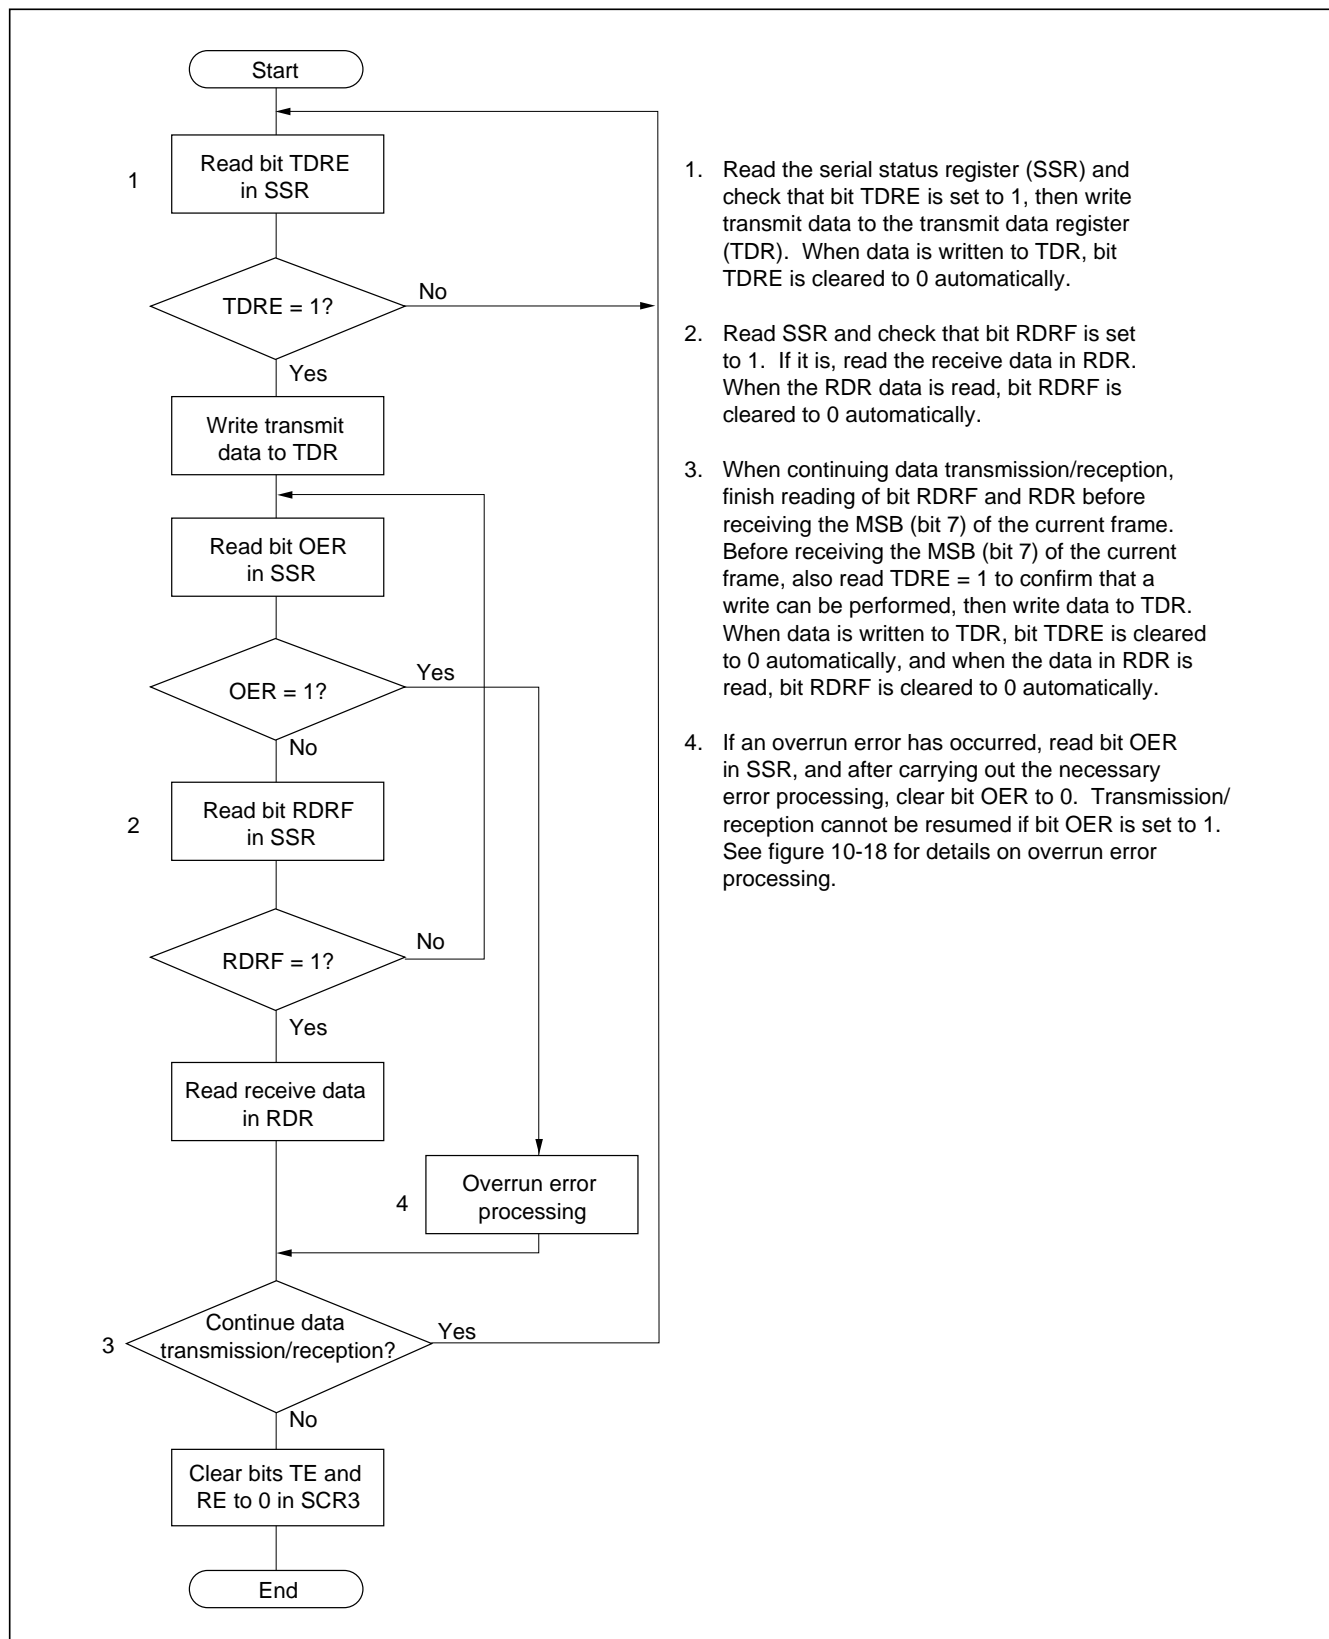 Start
1
Read bit TDRE
in SSR
TDRE = 1?
No
Yes
Write transmit
data to TDR
Read bit OER
in SSR
OER = 1?
Yes
No
2
Read bit RDRF
in SSR
RDRF = 1?
No
Yes
Read receive data
in RDR
4
Overrun error
processing
3
Continue data
transmission/reception?
Yes
No
Clear bits TE and
RE to 0 in SCR3
End
1. Read the serial status register (SSR) and
check that bit TDRE is set to 1, then write
transmit data to the transmit data register
(TDR). When data is written to TDR, bit
TDRE is cleared to 0 automatically.
2. Read SSR and check that bit RDRF is set
to 1. If it is, read the receive data in RDR.
When the RDR data is read, bit RDRF is
cleared to 0 automatically.
3. When continuing data transmission/reception,
finish reading of bit RDRF and RDR before
receiving the MSB (bit 7) of the current frame.
Before receiving the MSB (bit 7) of the current
frame, also read TDRE = 1 to confirm that a
write can be performed, then write data to TDR.
When data is written to TDR, bit TDRE is cleared
to 0 automatically, and when the data in RDR is
read, bit RDRF is cleared to 0 automatically.
4. If an overrun error has occurred, read bit OER
in SSR, and after carrying out the necessary
error processing, clear bit OER to 0. Transmission/
reception cannot be resumed if bit OER is set to 1.
See figure 10-18 for details on overrun error
processing.